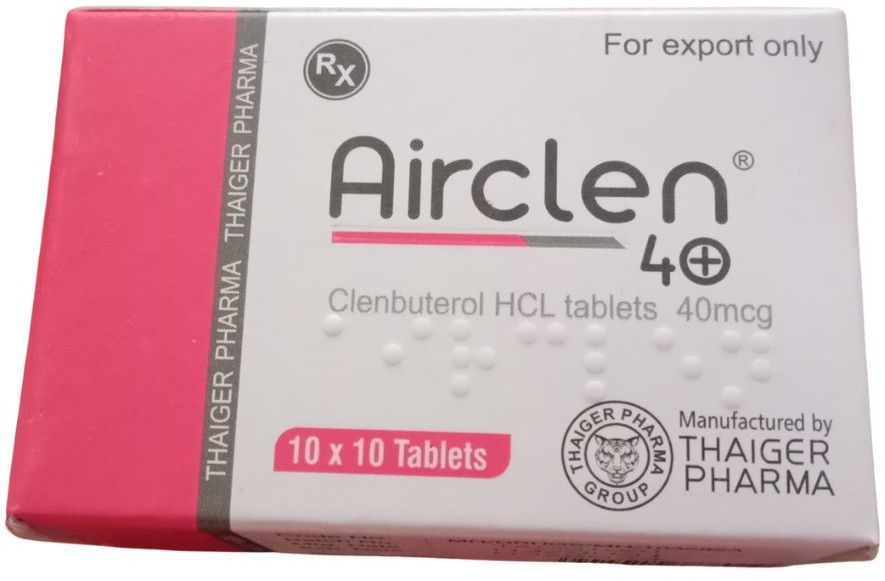 For export only
RX
Airclen®
40
Clenbuterol HCL tablets 40mcg
10 x 10 Tablets
THAIGER PHARMA GROUP
Manufactured by
THAIGER
PHARMA
THAIGER PHARMA THAIGER PHARMA